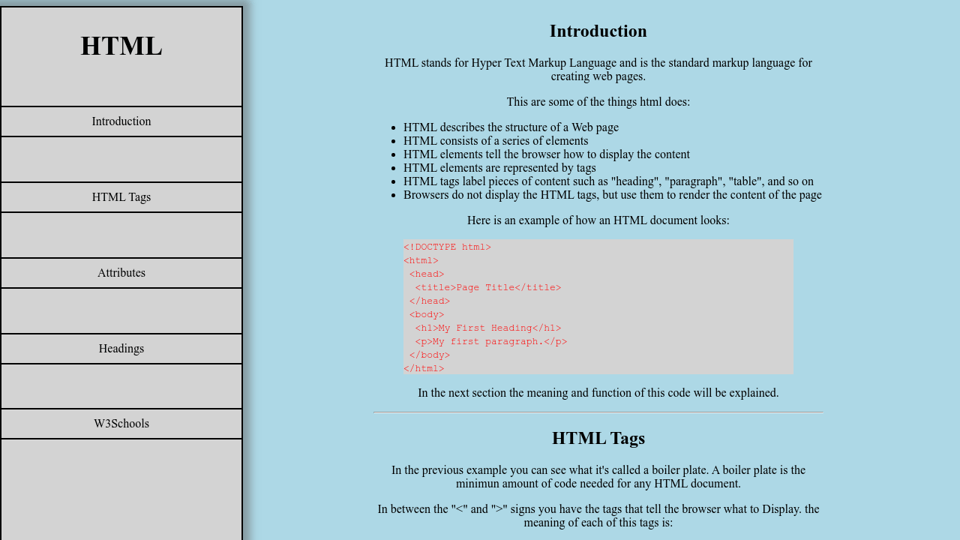 HTML
Introduction
HTML Tags
Attributes
Headings
W3Schools
Introduction
HTML stands for Hyper Text Markup Language and is the standard markup language for
creating web pages.
This are some of the things html does:
• HTML describes the structure of a Web page
• HTML consists of a series of elements
• HTML elements tell the browser how to display the content
• HTML elements are represented by tags
• HTML tags label pieces of content such as "heading", "paragraph", "table", and so on
• Browsers do not display the HTML tags, but use them to render the content of the page
Here is an example of how an HTML document looks:
<!DOCTYPE html>
<html>
<head>
<title>Page Title</title>
</head>
<body>
<h1>My First Heading</h1>
<p>My first paragraph.</p>
</body>
</html>
In the next section the meaning and function of this code will be explained.
HTML Tags
In the previous example you can see what it's called a boiler plate. A boiler plate is the
minimun amount of code needed for any HTML document.
In between the "<" and ">" signs you have the tags that tell the browser what to Display. the
meaning of each of this tags is: